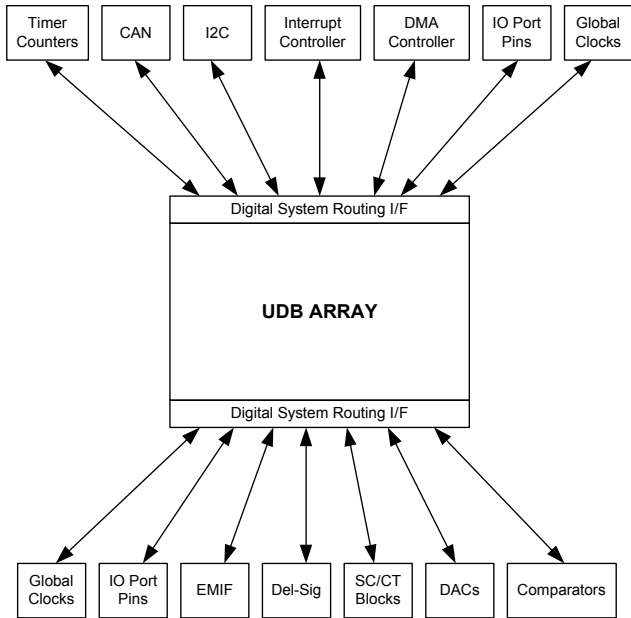 Timer
Counters
CAN
I2C
Interrupt
Controller
DMA
Controller
IO Port
Pins
Global
Clocks
Digital System Routing I/F
UDB ARRAY
Digital System Routing I/F
Global
Clocks
IO Port
Pins
EMIF
Del-Sig
SC/CT
Blocks
DACs
Comparators